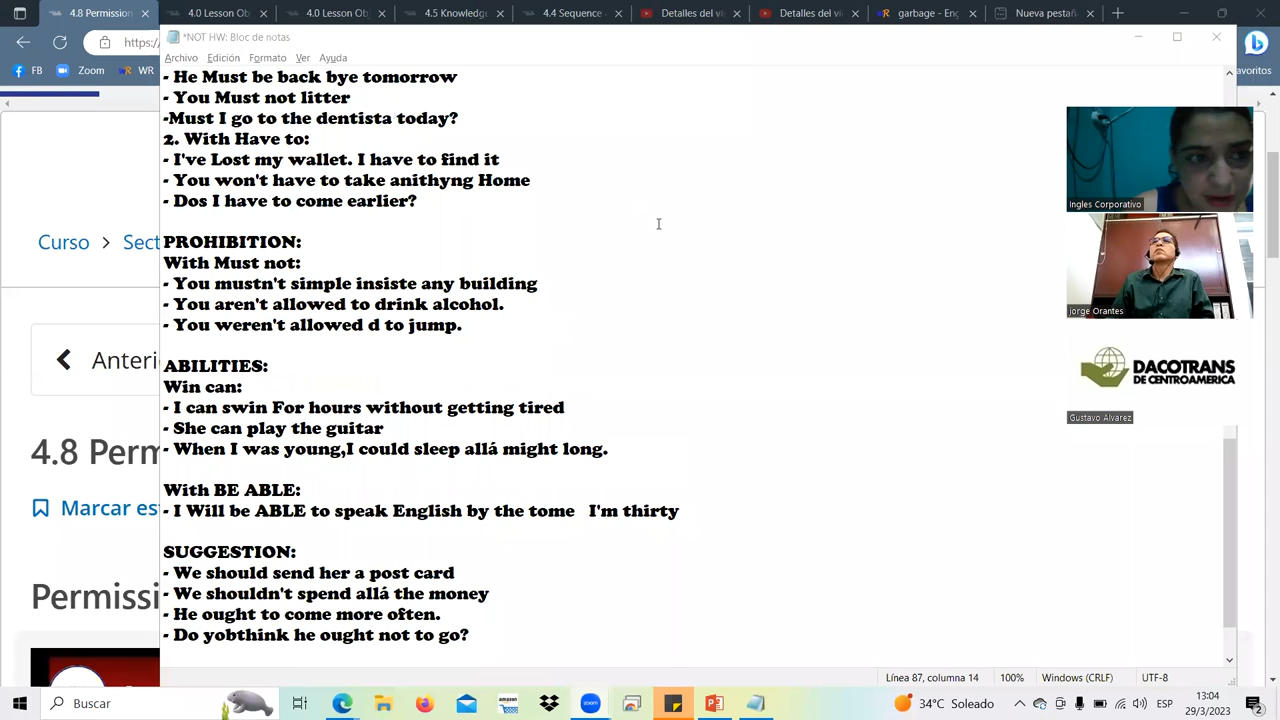 4.0 Lesson Ob
4.0 Lesson Ob
4.5 Knowledg
4.4 Sequence
Detalles del vi
Detalles del vi
garbage - Eng
Nueva pestañ
https:/
*NOT HW: Bloc de notas
Archivo Edición Formato Ver Ayuda
FB Zoom WR
avoritos
- He Must be back bye tomorrow
- You Must not litter
-Must I go to the dentista today?
2. With Have to:
- I've Lost my wallet. I have to find it
- You won't have to take anithyng Home
- Dos I have to come earlier?
PROHIBITION:
With Must not:
- You mustn't simple insiste any building
- You aren't allowed to drink alcohol.
- You weren't allowed d to jump.
ABILITIES:
Win can:
- I can swin For hours without getting tired
- She can play the guitar
- When I was young,I could sleep allá might long.
With BE ABLE:
- I Will be ABLE to speak English by the tome I'm thirty
SUGGESTION:
- We should send her a post card
- We shouldn't spend allá the money
- He ought to come more often.
- Do yobthink he ought not to go?
Curso > Sect
Anteri
4.8 Perm
Marcar es
Permissi
Ingles Corporativo
jorge Orantes
DACOTRANS
DE CENTROAMERICA
Gustavo Alvarez
Línea 87, columna 14 100% Windows (CRLF) UTF-8
Buscar
amazon
zoom
34°C Soleado
ESP
13:04
29/3/2023
2